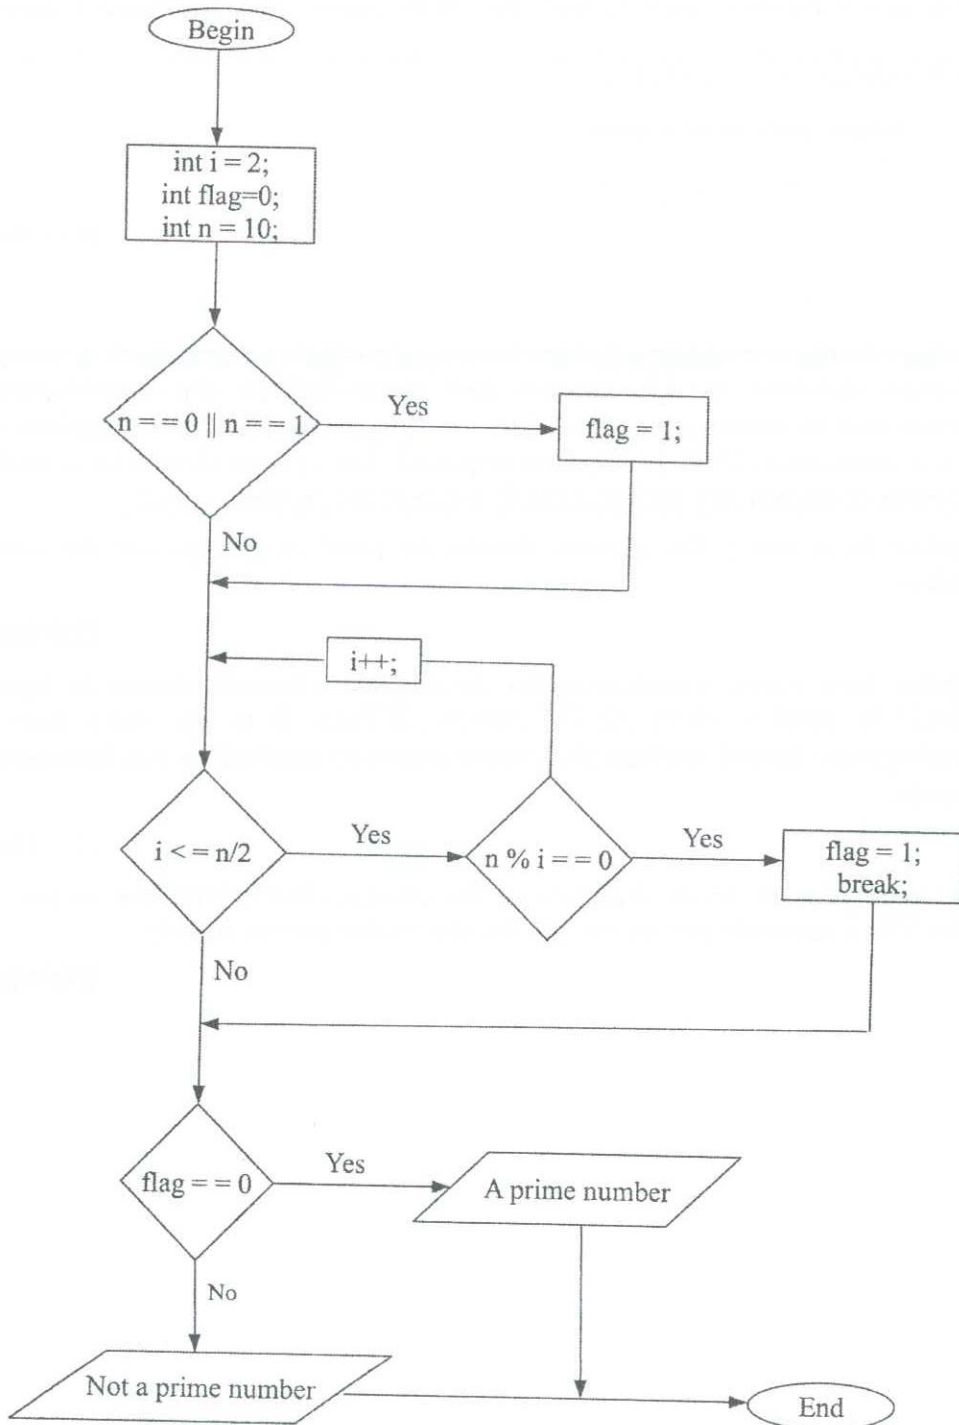 Begin
int i = 2;
int flag=0;
int n = 10;
n = = 0 || n = = 1
Yes
flag = 1;
No
i++;
i < = n/2
Yes
n % i = = 0
Yes
flag = 1;
break;
No
flag = = 0
Yes
A prime number
No
Not a prime number
End